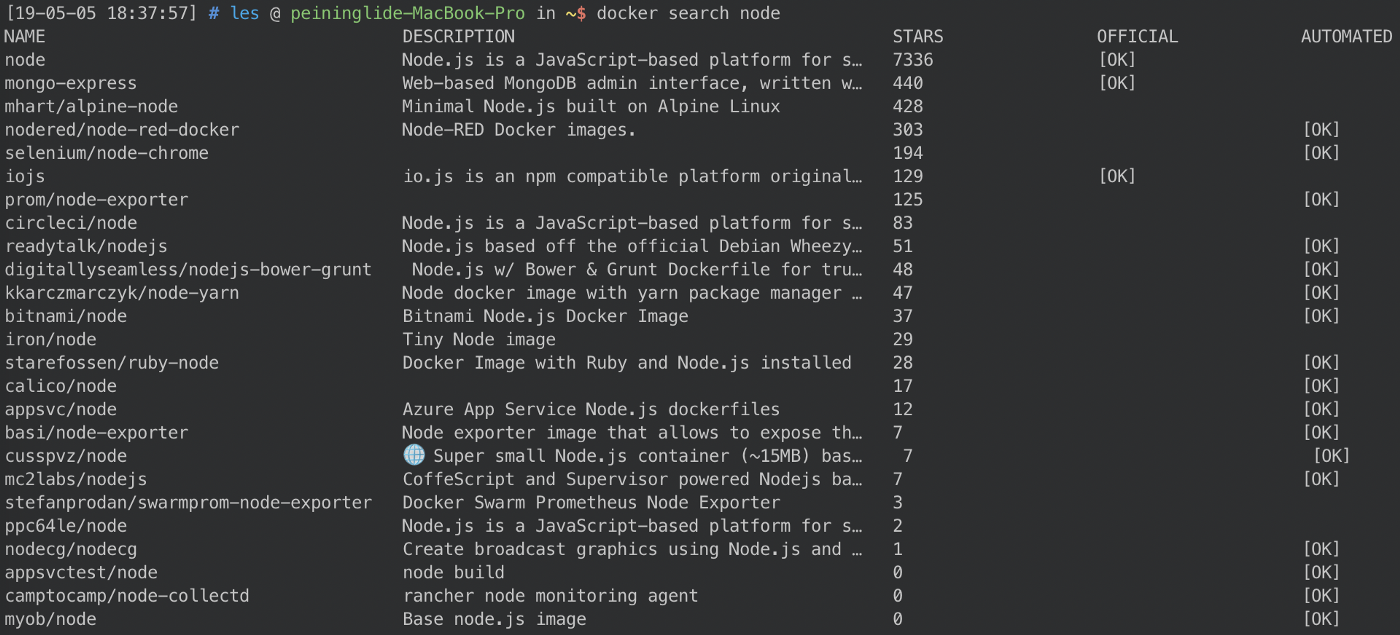 [19-05-05 18:37:57] # les @ peininglide-MacBook-Pro in ~$ docker search node
NAME DESCRIPTION STARS OFFICIAL AUTOMATED
node Node.js is a JavaScript-based platform for s… 7336 [OK]
mongo-express Web-based MongoDB admin interface, written w… 440 [OK]
mhart/alpine-node Minimal Node.js built on Alpine Linux 428
nodered/node-red-docker Node-RED Docker images. 303 [OK]
selenium/node-chrome 194 [OK]
iojs io.js is an npm compatible platform original… 129 [OK]
prom/node-exporter 125 [OK]
circleci/node Node.js is a JavaScript-based platform for s… 83
readytalk/nodejs Node.js based off the official Debian Wheezy… 51 [OK]
digitallyseamless/nodejs-bower-grunt Node.js w/ Bower & Grunt Dockerfile for tru… 48 [OK]
kkarczmarczyk/node-yarn Node docker image with yarn package manager … 47 [OK]
bitnami/node Bitnami Node.js Docker Image 37 [OK]
iron/node Tiny Node image 29
starefossen/ruby-node Docker Image with Ruby and Node.js installed 28 [OK]
calico/node 17 [OK]
appsvc/node Azure App Service Node.js dockerfiles 12 [OK]
basi/node-exporter Node exporter image that allows to expose th… 7 [OK]
cusspvz/node 🌐 Super small Node.js container (~15MB) bas… 7 [OK]
mc2labs/nodejs CoffeScript and Supervisor powered Nodejs ba… 7 [OK]
stefanprodan/swarmprom-node-exporter Docker Swarm Prometheus Node Exporter 3
ppc64le/node Node.js is a JavaScript-based platform for s… 2
nodecg/nodecg Create broadcast graphics using Node.js and … 1 [OK]
appsvctest/node node build 0 [OK]
camptocamp/node-collectd rancher node monitoring agent 0 [OK]
myob/node Base node.js image 0 [OK]